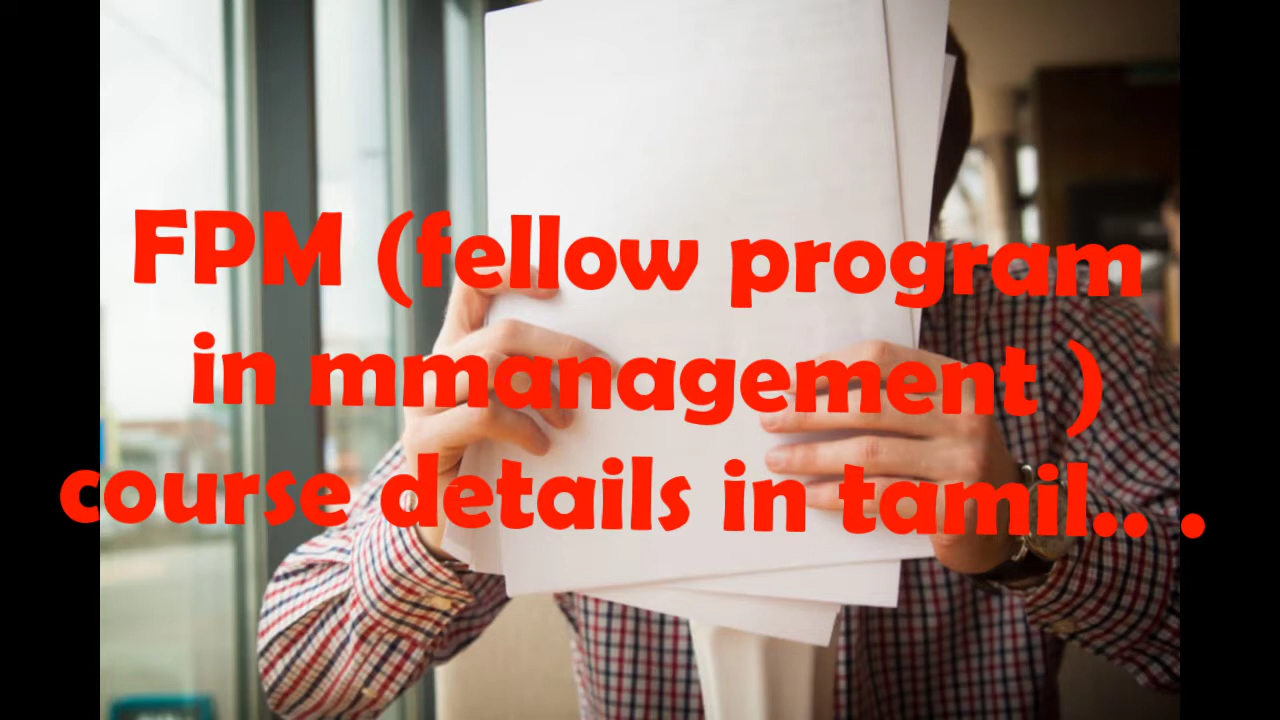 FPM (fellow program
in mmanagement )
course details in tamil.. .